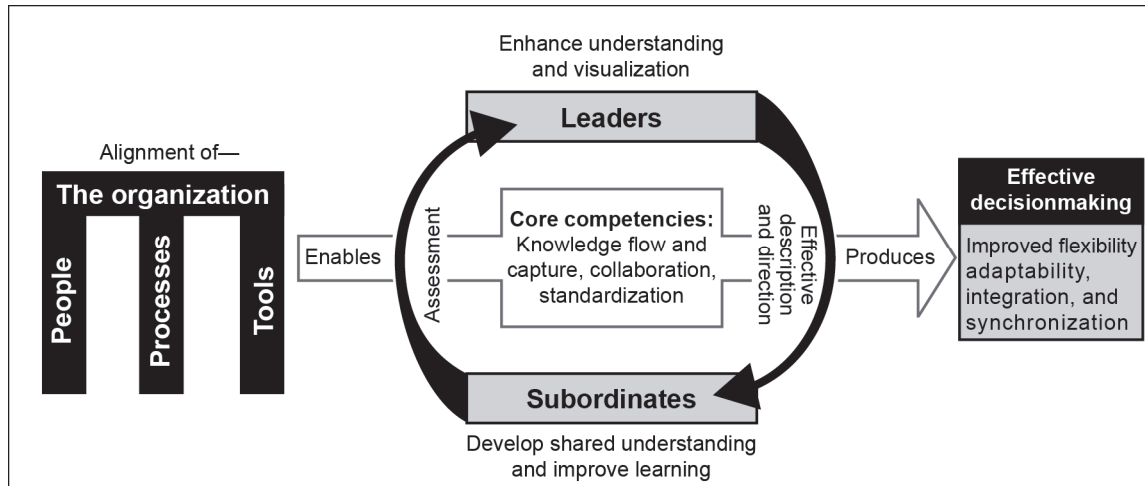 Enhance understanding
and visualization
Leaders
Alignment of—
The organization
People
Processes
Tools
Enables
Assessment
Core competencies:
Knowledge flow and
capture, collaboration,
standardization
Effective
description
and direction
Produces
Effective
decisionmaking
Improved flexibility
adaptability,
integration, and
synchronization
Subordinates
Develop shared understanding
and improve learning